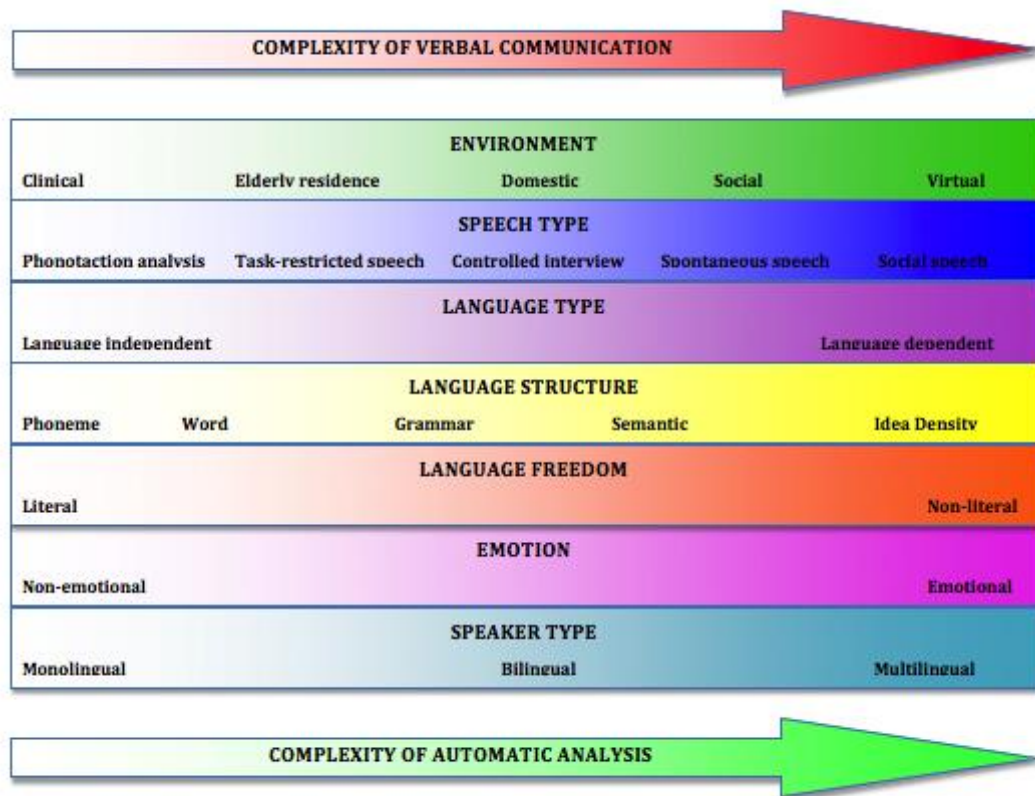 COMPLEXITY OF VERBAL COMMUNICATION
ENVIRONMENT
Clinical Elderly residence Domestic Social Virtual
SPEECH TYPE
Phonotaction analysis Task-restricted speech Controlled interview Spontaneous speech Social speech
LANGUAGE TYPE
Language independent Language dependent
LANGUAGE STRUCTURE
Phoneme Word Grammar Semantic Idea Density
LANGUAGE FREEDOM
Literal Non-literal
EMOTION
Non-emotional Emotional
SPEAKER TYPE
Monolingual Bilingual Multilingual
COMPLEXITY OF AUTOMATIC ANALYSIS